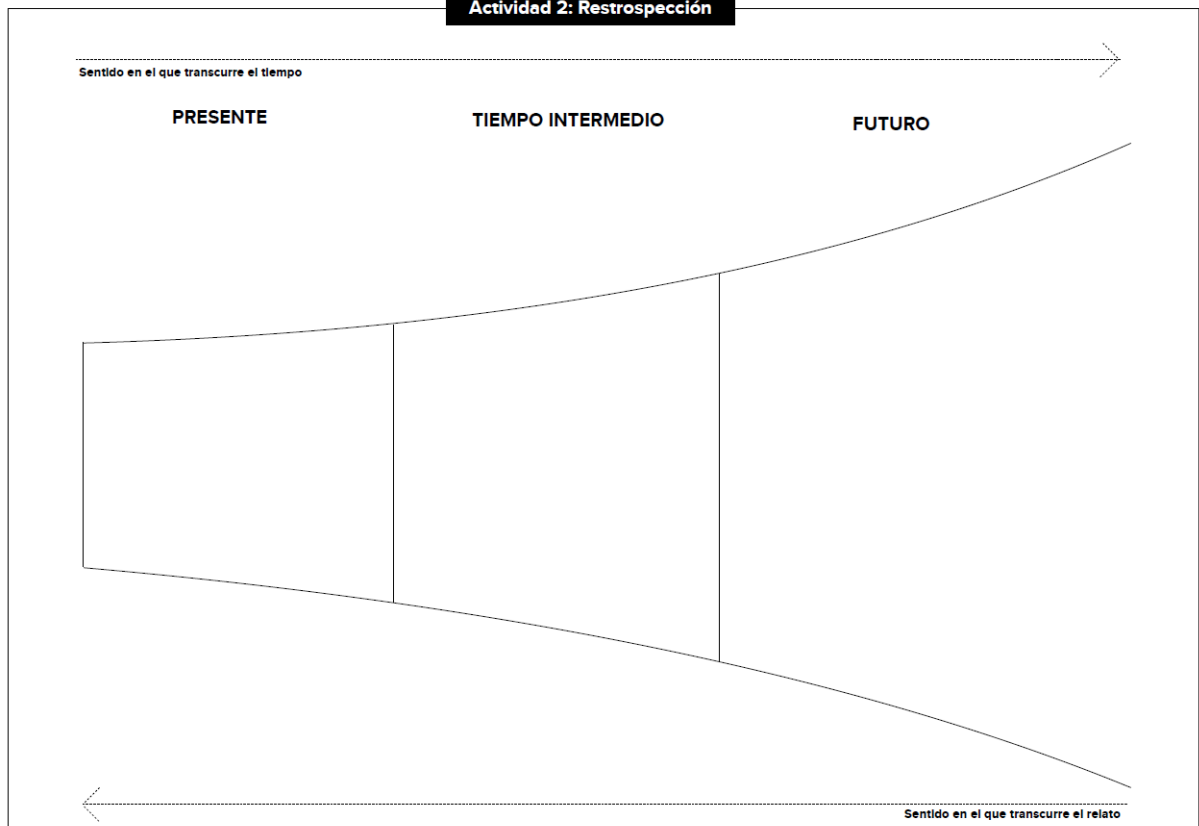 Actividad 2: Restrospección
Sentido en el que transcurre el tiempo
PRESENTE
TIEMPO INTERMEDIO
FUTURO
Sentido en el que transcurre el relato